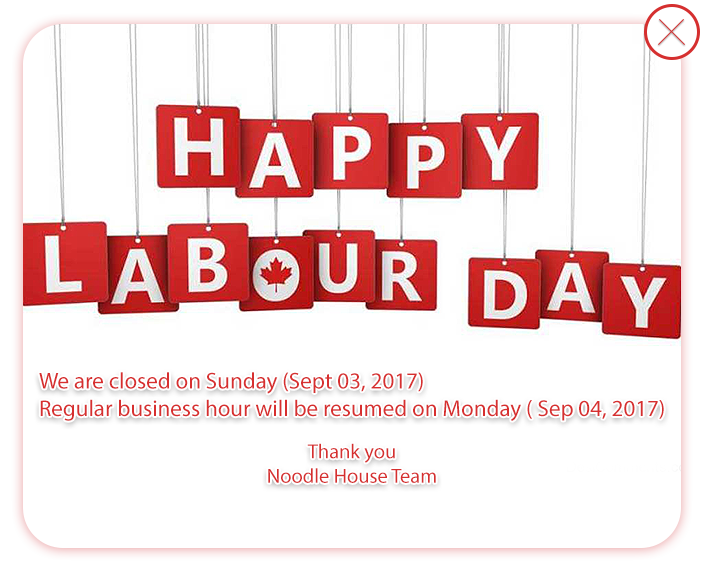 HAPPY
LABOUR DAY
We are closed on Sunday (Sept 03, 2017)
Regular business hour will be resumed on Monday ( Sep 04, 2017)
Thank you
Noodle House Team